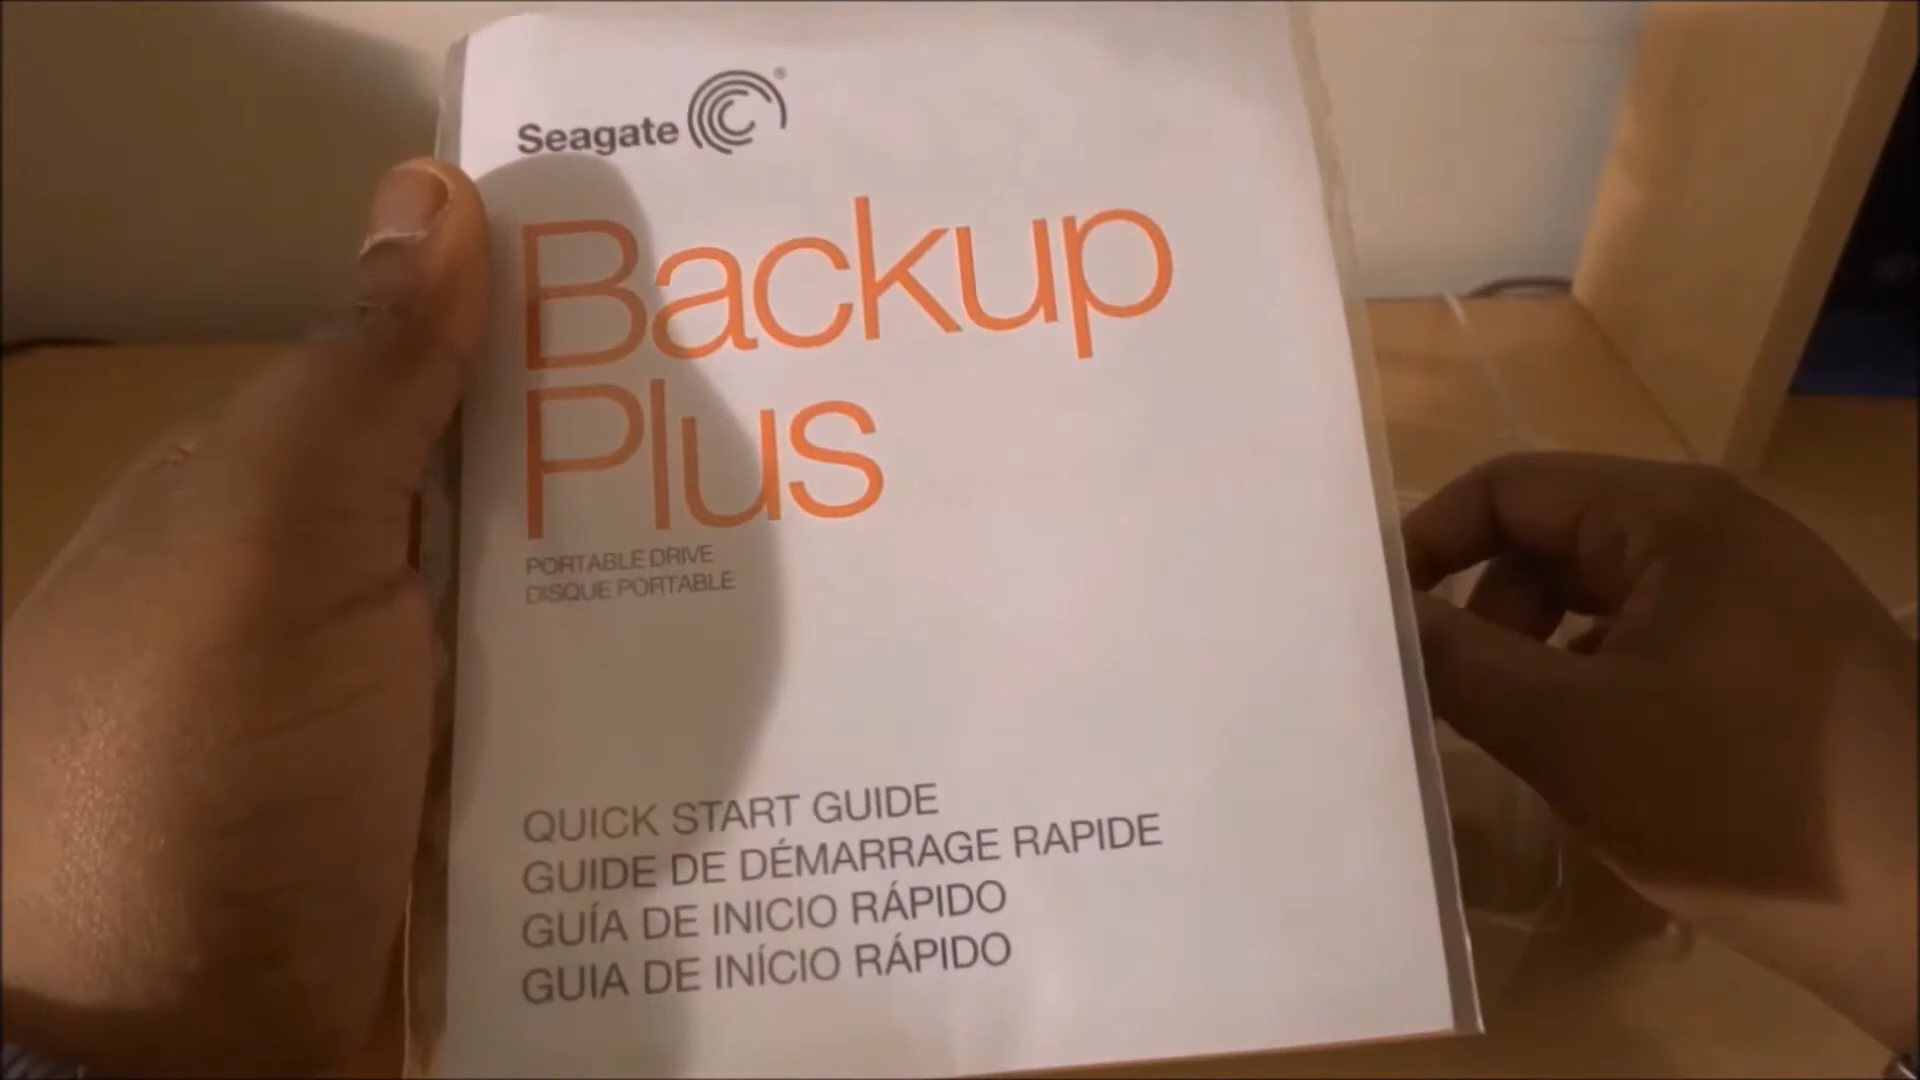 Seagate®
Backup
Plus
PORTABLE DRIVE
DISQUE PORTABLE
QUICK START GUIDE
GUIDE DE DÉMARRAGE RAPIDE
GUÍA DE INICIO RÁPIDO
GUIA DE INÍCIO RÁPIDO